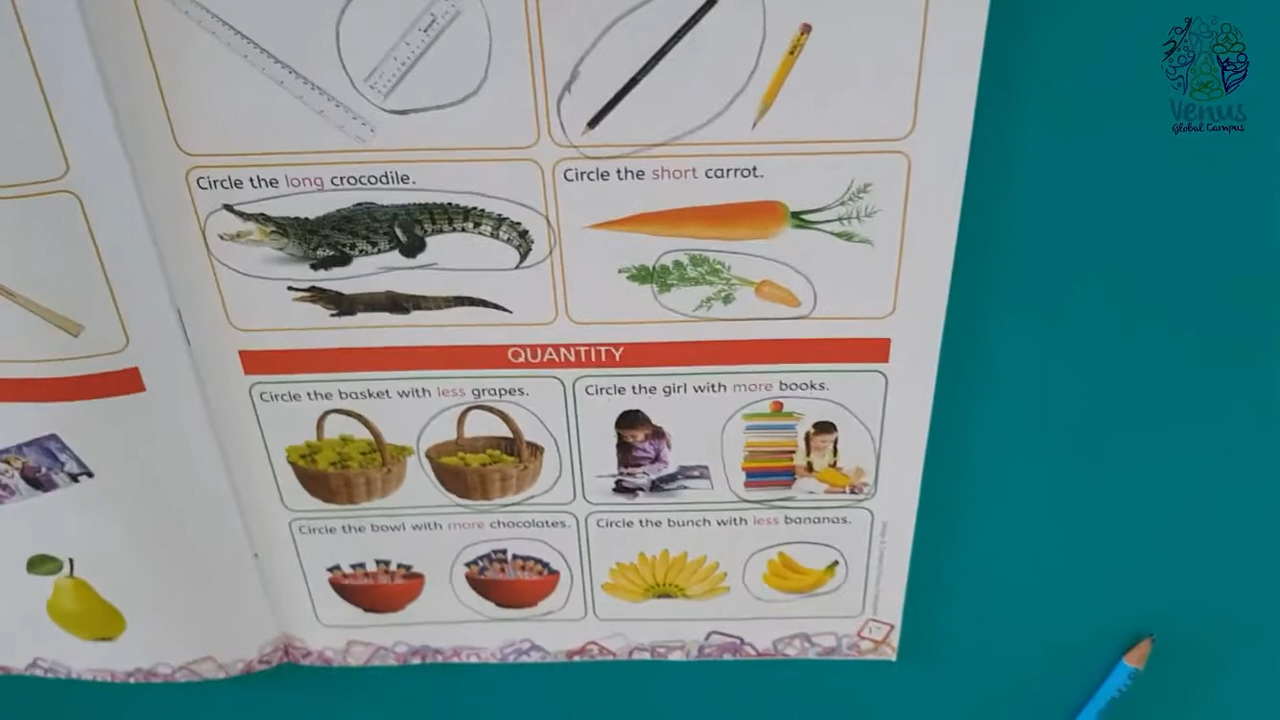 Venus
Global Campus
Circle the long crocodile.
Circle the short carrot.
QUANTITY
Circle the basket with less grapes.
Circle the girl with more books.
Circle the bowl with more chocolates.
Circle the bunch with less bananas.